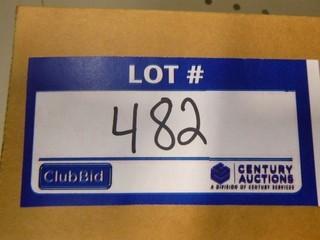 LOT #
482
ClubBid
CENTURY
AUCTIONS
A DIVISION OF CENTURY SERVICES